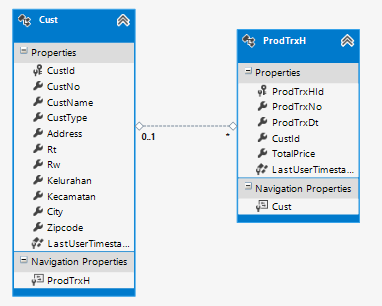 Cust
Properties
CustId
CustNo
CustName
CustType
Address
Rt
Rw
Kelurahan
Kecamatan
City
Zipcode
LastUserTimesta...
Navigation Properties
ProdTrxH
0..1
*
ProdTrxH
Properties
ProdTrxHId
ProdTrxNo
ProdTrxDt
CustId
TotalPrice
LastUserTimesta...
Navigation Properties
Cust